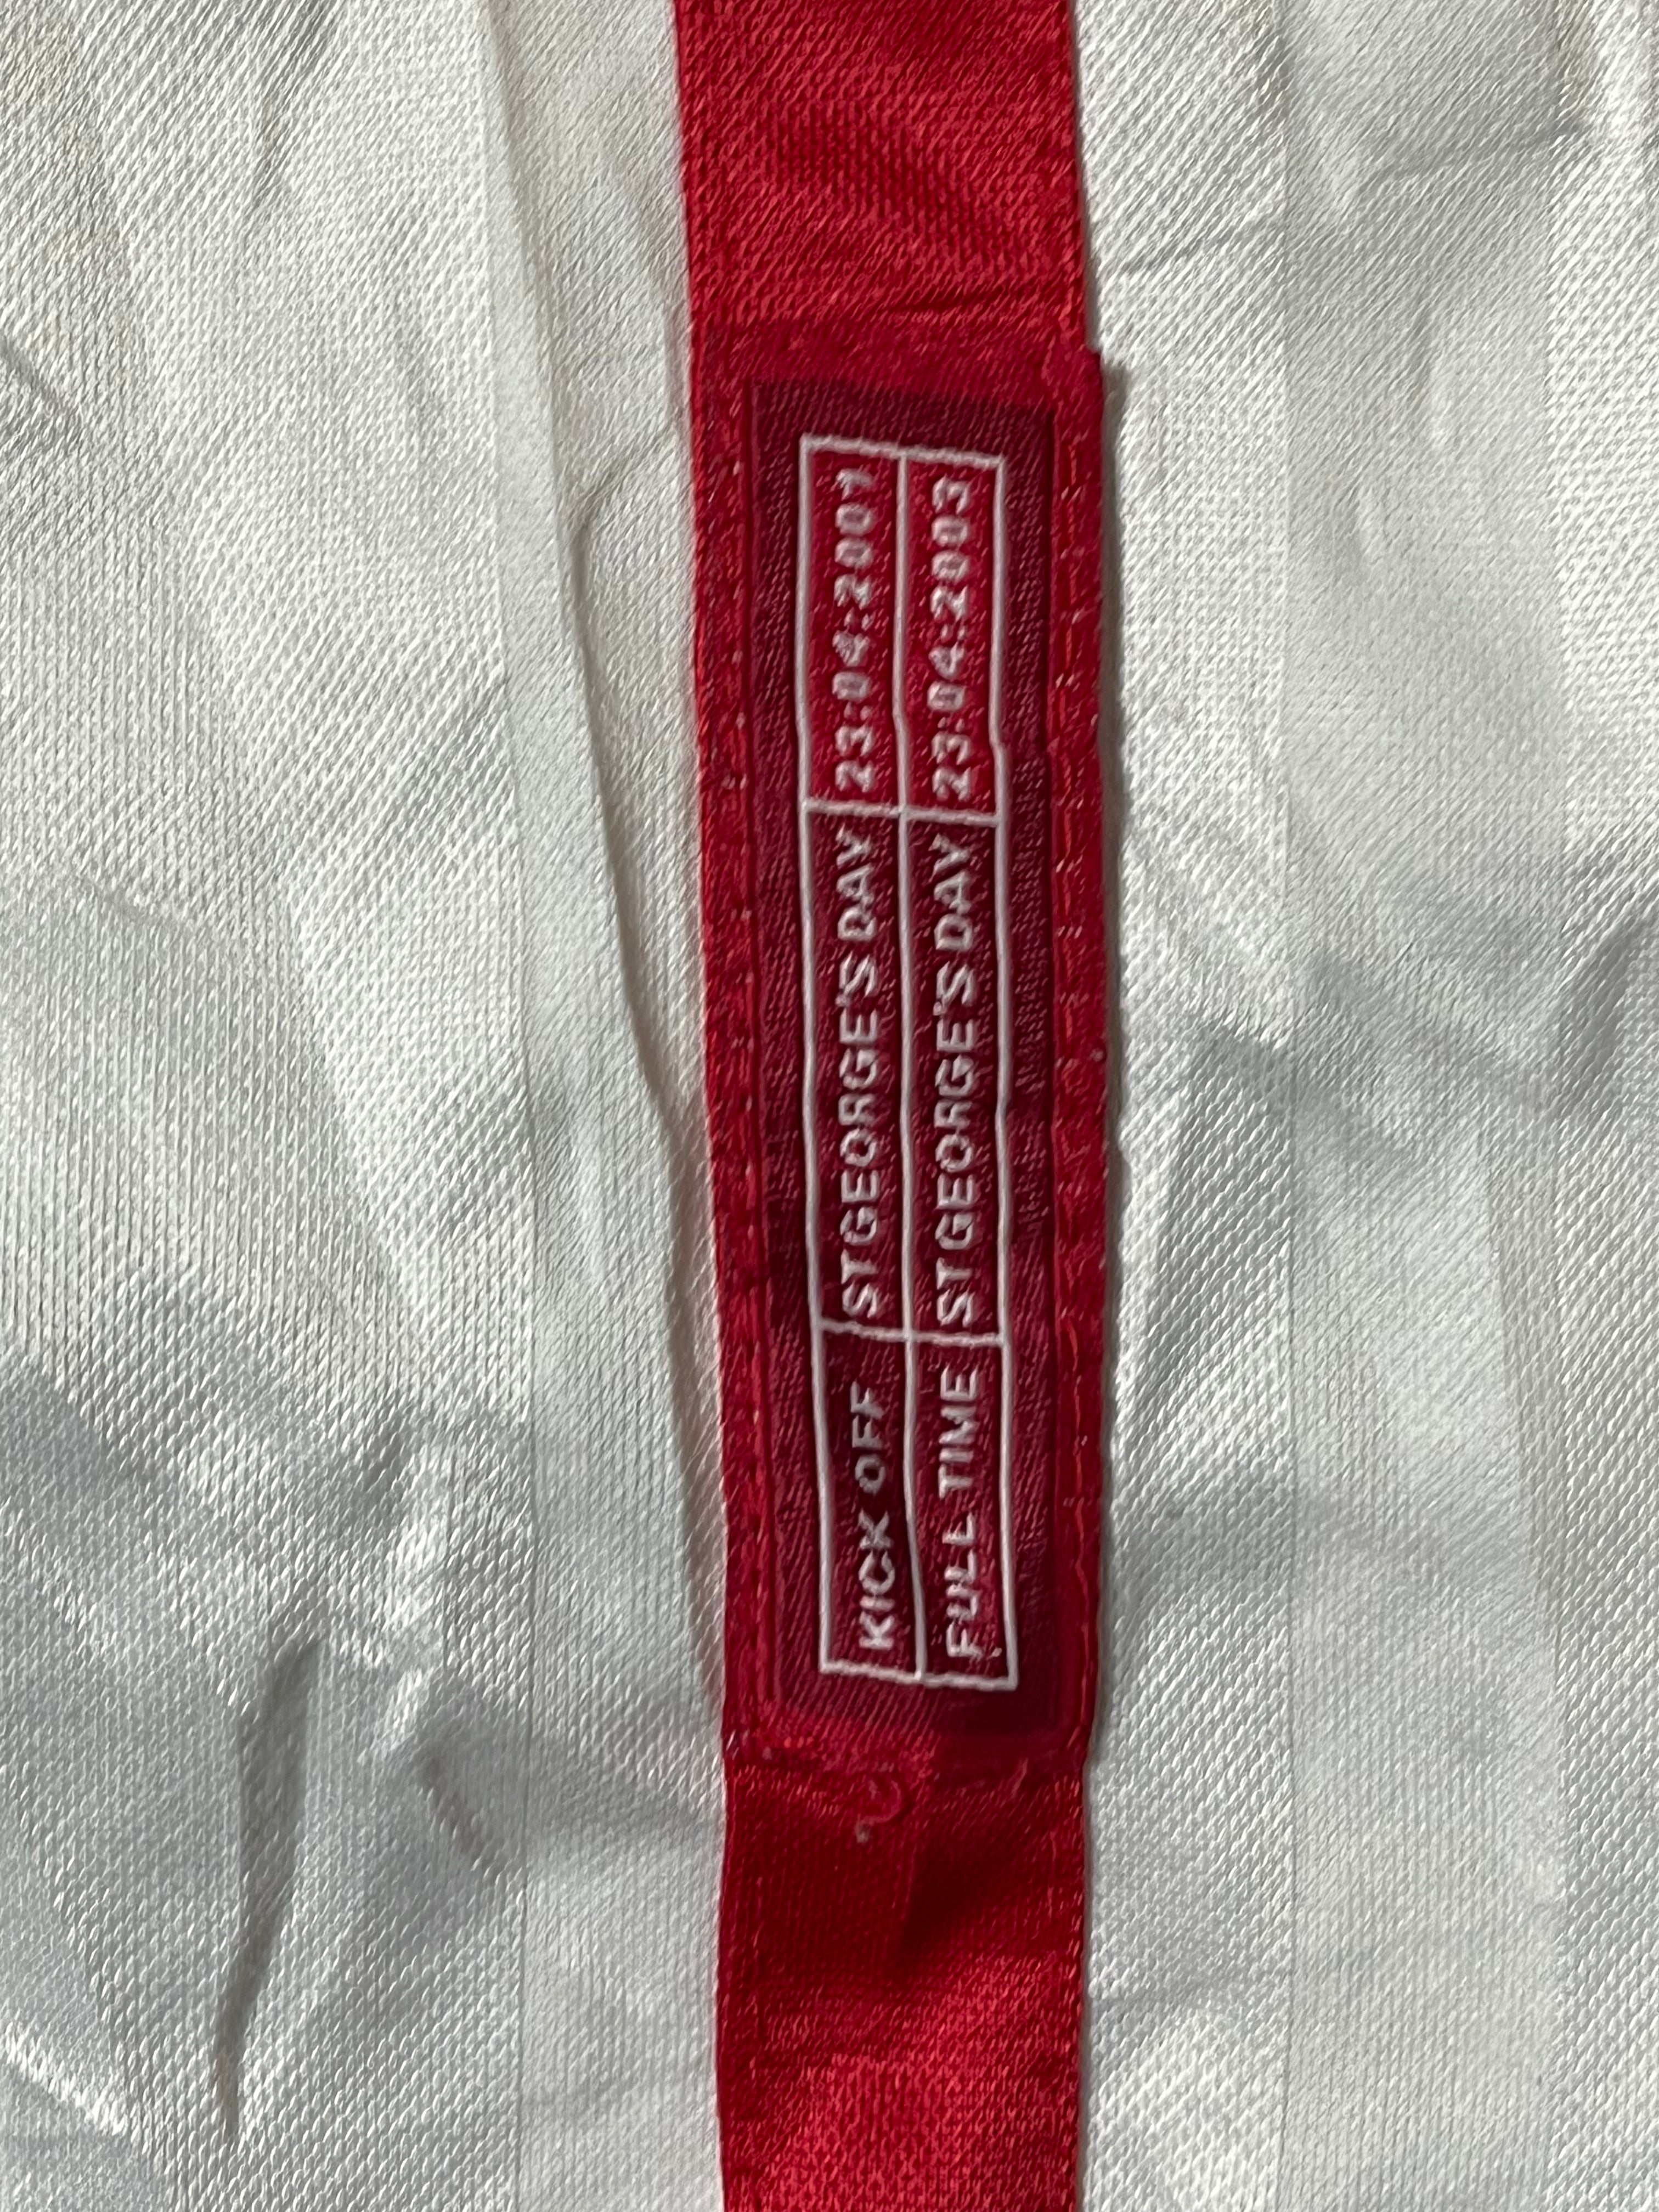 KICK OFF ST GEORGE'S DAY 23:04:2001
FULL TIME ST GEORGE'S DAY 23:04:2003